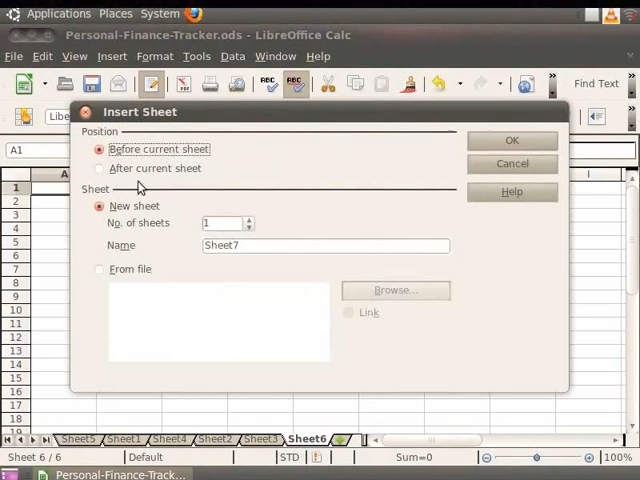 Applications Places System
Personal-Finance-Tracker.ods - LibreOffice Calc
File Edit View Insert Format Tools Data Window Help
ABC ABC Find Text
Libe
A1
Insert Sheet
Position
Before current sheet
After current sheet
OK
Cancel
Help
Sheet
New sheet
No. of sheets 1
Name Sheet7
From file
Browse...
Link
A I
1
2
3
4
5
6
7
8
9
10
11
12
13
14
15
16
17
18
19
Sheet5 Sheet1 Sheet4 Sheet2 Sheet3 Sheet6
Sheet 6 / 6 Default STD Sum=0 100%
Personal-Finance-Track...